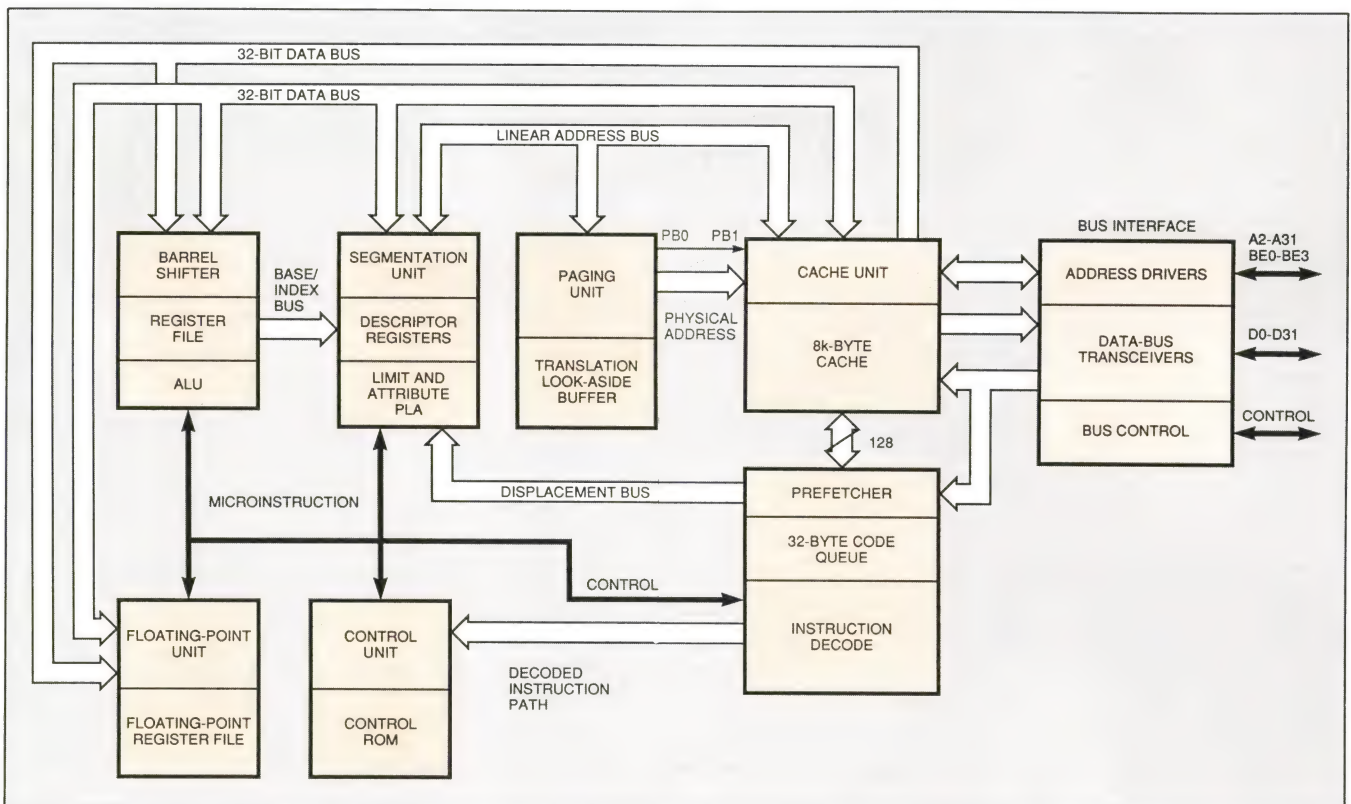 32-BIT DATA BUS
32-BIT DATA BUS
LINEAR ADDRESS BUS
BARREL
SHIFTER
REGISTER
FILE
ALU
BASE/
INDEX
BUS
SEGMENTATION
UNIT
DESCRIPTOR
REGISTERS
LIMIT AND
ATTRIBUTE
PLA
PAGING
UNIT
TRANSLATION
LOOK-ASIDE
BUFFER
PB0 PB1
PHYSICAL
ADDRESS
CACHE UNIT
8k-BYTE
CACHE
BUS INTERFACE
ADDRESS DRIVERS
DATA-BUS
TRANSCEIVERS
BUS CONTROL
A2-A31
BE0-BE3
D0-D31
CONTROL
128
MICROINSTRUCTION
DISPLACEMENT BUS
PREFETCHER
32-BYTE CODE
QUEUE
INSTRUCTION
DECODE
CONTROL
FLOATING-POINT
UNIT
FLOATING-POINT
REGISTER FILE
CONTROL
UNIT
CONTROL
ROM
DECODED
INSTRUCTION
PATH